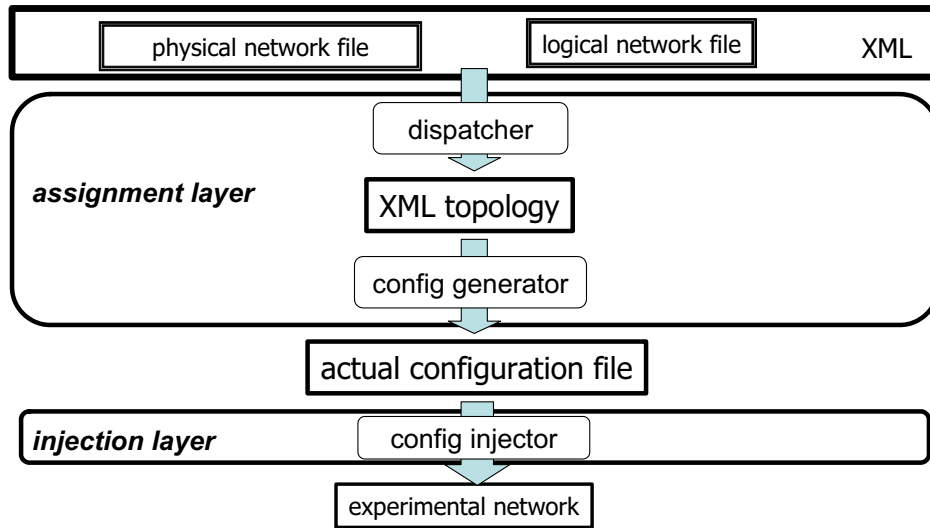 physical network file
logical network file
XML
dispatcher
assignment layer
XML topology
config generator
actual configuration file
injection layer
config injector
experimental network